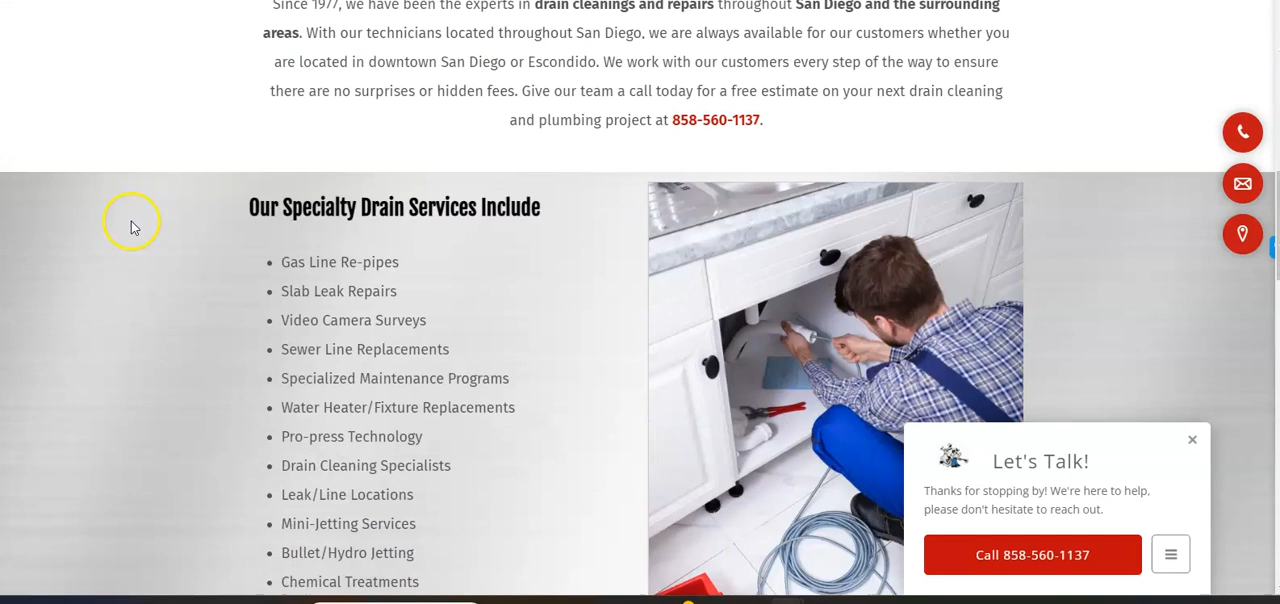 Since 1977, we have been the experts in drain cleanings and repairs throughout San Diego and the surrounding
areas. With our technicians located throughout San Diego, we are always available for our customers whether you
are located in downtown San Diego or Escondido. We work with our customers every step of the way to ensure
there are no surprises or hidden fees. Give our team a call today for a free estimate on your next drain cleaning
and plumbing project at 858-560-1137.
Our Specialty Drain Services Include
Gas Line Re-pipes
Slab Leak Repairs
Video Camera Surveys
Sewer Line Replacements
Specialized Maintenance Programs
Water Heater/Fixture Replacements
Pro-press Technology
Drain Cleaning Specialists
Leak/Line Locations
Mini-Jetting Services
Bullet/Hydro Jetting
Chemical Treatments
Let's Talk!
Thanks for stopping by! We're here to help,
please don't hesitate to reach out.
Call 858-560-1137